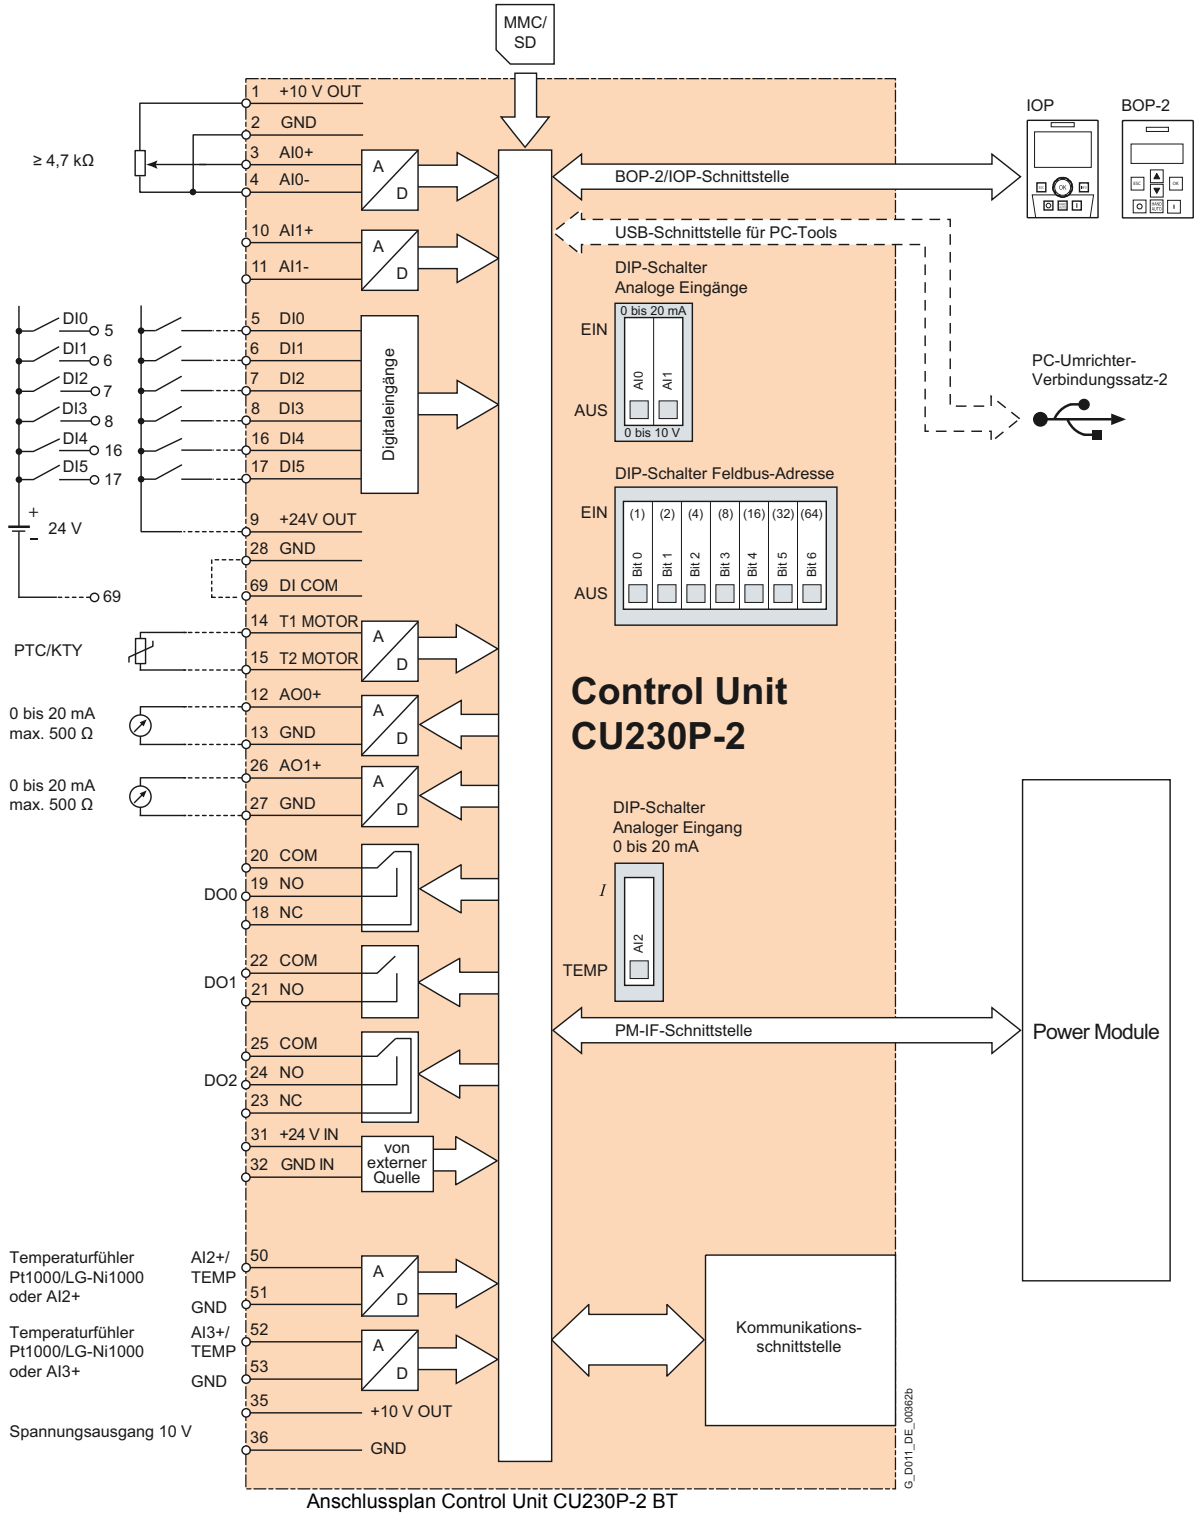 MMC/
SD
1 +10 V OUT
2 GND
3 AI0+
4 AI0-
≥ 4,7 kΩ
A
D
10 AI1+
11 AI1-
A
D
IOP
BOP-2
ESC
OK
INFO
ESC
OK
HAND
AUTO
BOP-2/IOP-Schnittstelle
USB-Schnittstelle für PC-Tools
DIP-Schalter
Analoge Eingänge
0 bis 20 mA
EIN
AI0
AI1
AUS
0 bis 10 V
PC-Umrichter-
Verbindungssatz-2
DI0
5
DI1
6
DI2
7
DI3
8
DI4
16
DI5
17
+
24 V
-
69
5 DI0
6 DI1
7 DI2
8 DI3
16 DI4
17 DI5
Digitaleingänge
9 +24V OUT
28 GND
69 DI COM
DIP-Schalter Feldbus-Adresse
EIN
(1) (2) (4) (8) (16) (32) (64)
Bit 0
Bit 1
Bit 2
Bit 3
Bit 4
Bit 5
Bit 6
AUS
PTC/KTY
14 T1 MOTOR
15 T2 MOTOR
A
D
Control Unit
CU230P-2
0 bis 20 mA
max. 500 Ω
12 AO0+
13 GND
A
D
0 bis 20 mA
max. 500 Ω
26 AO1+
27 GND
A
D
DIP-Schalter
Analoger Eingang
0 bis 20 mA
I
AI2
TEMP
DO0
20 COM
19 NO
18 NC
DO1
22 COM
21 NO
DO2
25 COM
24 NO
23 NC
PM-IF-Schnittstelle
Power Module
31 +24 V IN
32 GND IN
von
externer
Quelle
Temperaturfühler
Pt1000/LG-Ni1000
oder AI2+
AI2+/
TEMP
GND
50
51
A
D
Temperaturfühler
Pt1000/LG-Ni1000
oder AI3+
AI3+/
TEMP
GND
52
53
A
D
Kommunikations-
schnittstelle
Spannungsausgang 10 V
35 +10 V OUT
36 GND
G_D011_DE_00362b
Anschlussplan Control Unit CU230P-2 BT